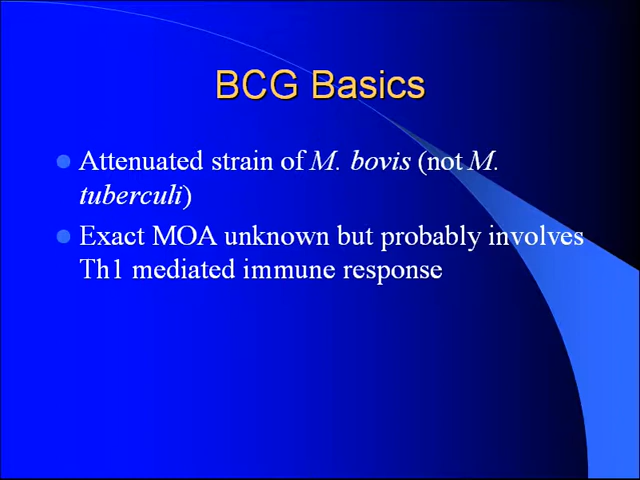 BCG Basics
Attenuated strain of M. bovis (not M.
tuberculi)
Exact MOA unknown but probably involves
Th1 mediated immune response